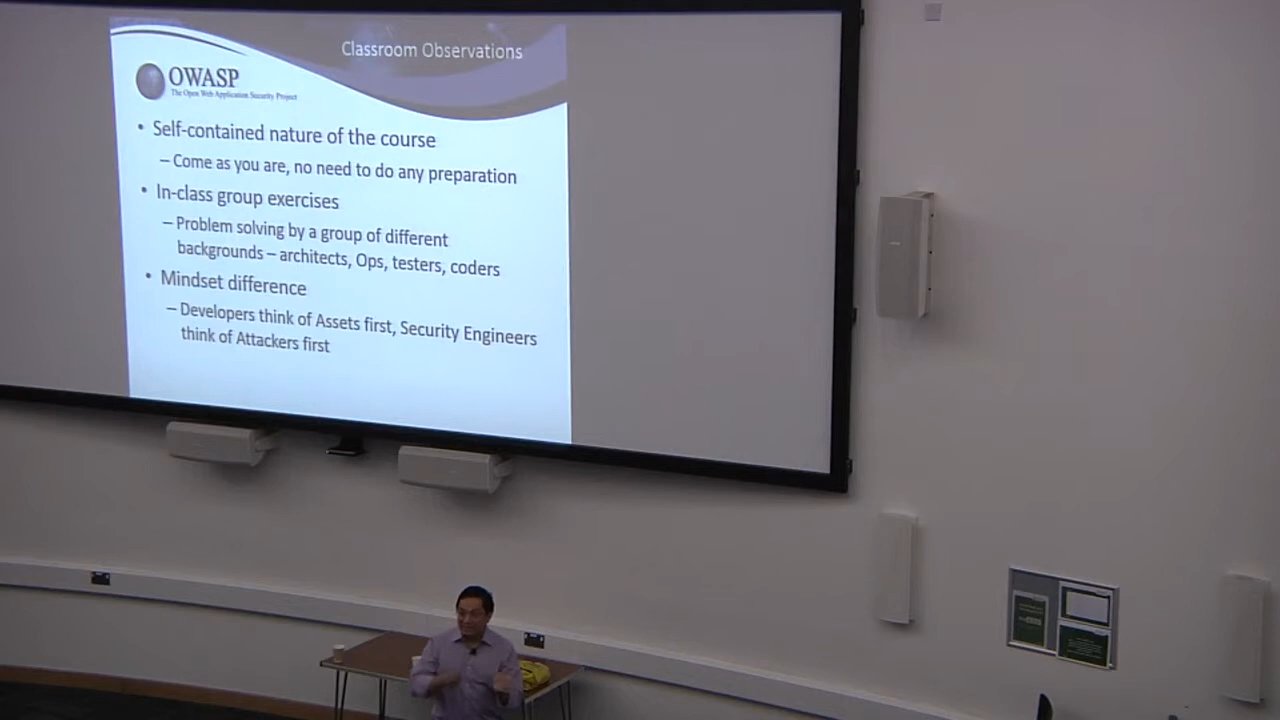 Classroom Observations
OWASP
The Open Web Application Security Project
• Self-contained nature of the course
– Come as you are, no need to do any preparation
• In-class group exercises
– Problem solving by a group of different
backgrounds – architects, Ops, testers, coders
• Mindset difference
– Developers think of Assets first, Security Engineers
think of Attackers first